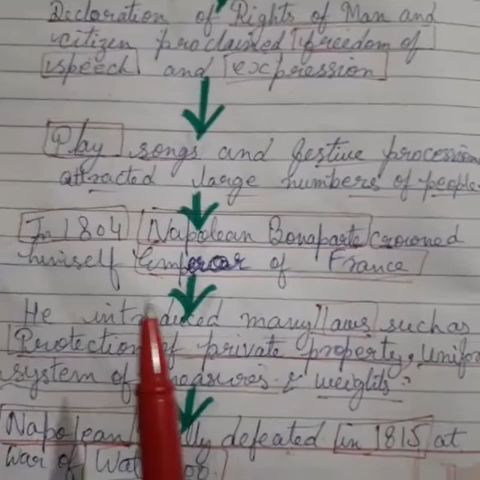 Declaration of Rights of Man and
citizen proclaimed freedom of
speech and expression
Play songs and festive procession
attracted large numbers of people
In 1804 Napolean Bonaparte crowned
himself Emperor of France
He introduced many laws such as
Protection of private property, Unifo
system of measures & weights
Napolean defeated in 1815 at
War of